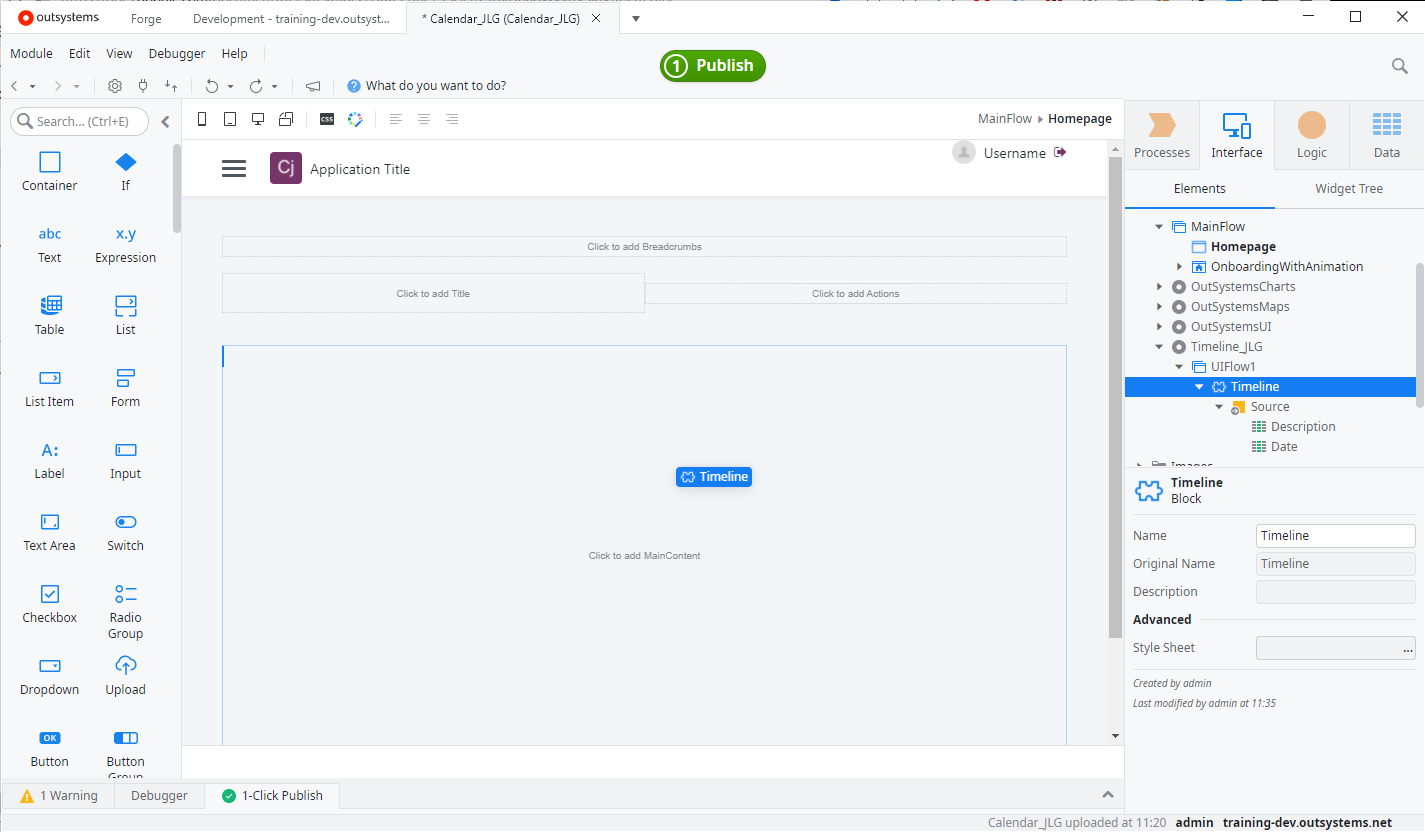 outsystems
Forge
Development - training-dev.outsyst...
* Calendar_JLG (Calendar_JLG)
Module Edit View Debugger Help
1 Publish
What do you want to do?
Search... (Ctrl+E)
css
MainFlow Homepage
Processes Interface Logic Data
Container If
abc x.y
Text Expression
Table List
List Item Form
A:
Label Input
Text Area Switch
Checkbox Radio
Group
Dropdown Upload
OK
Button Button
Group
Cj Application Title
Username
Click to add Breadcrumbs
Click to add Title
Click to add Actions
Timeline
Click to add MainContent
Elements Widget Tree
MainFlow
Homepage
OnboardingWithAnimation
OutSystemsCharts
OutSystemsMaps
OutSystemsUI
Timeline_JLG
UIFlow1
Timeline
Source
Description
Date
Images
Timeline
Block
Name Timeline
Original Name Timeline
Description
Advanced
Style Sheet ...
Created by admin
Last modified by admin at 11:35
1 Warning Debugger 1-Click Publish
Calendar_JLG uploaded at 11:20 admin training-dev.outsystems.net